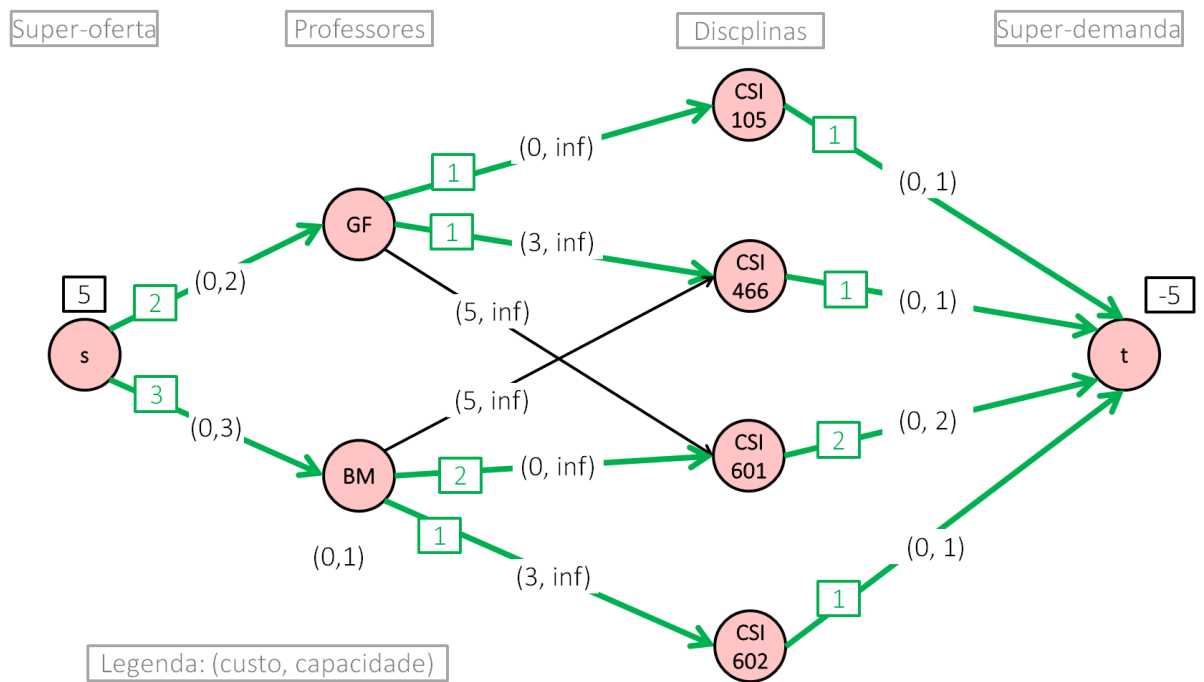 Super-oferta
Professores
Discplinas
Super-demanda
CSI
105
1
(0, inf)
1
(0, 1)
GF
1
(3, inf)
CSI
466
1
(0, 1)
-5
5
2
(0,2)
(5, inf)
s
t
3
(0,3)
(5, inf)
BM
2
(0, inf)
CSI
601
2
(0, 2)
1
(0,1)
(3, inf)
(0, 1)
1
CSI
602
Legenda: (custo, capacidade)